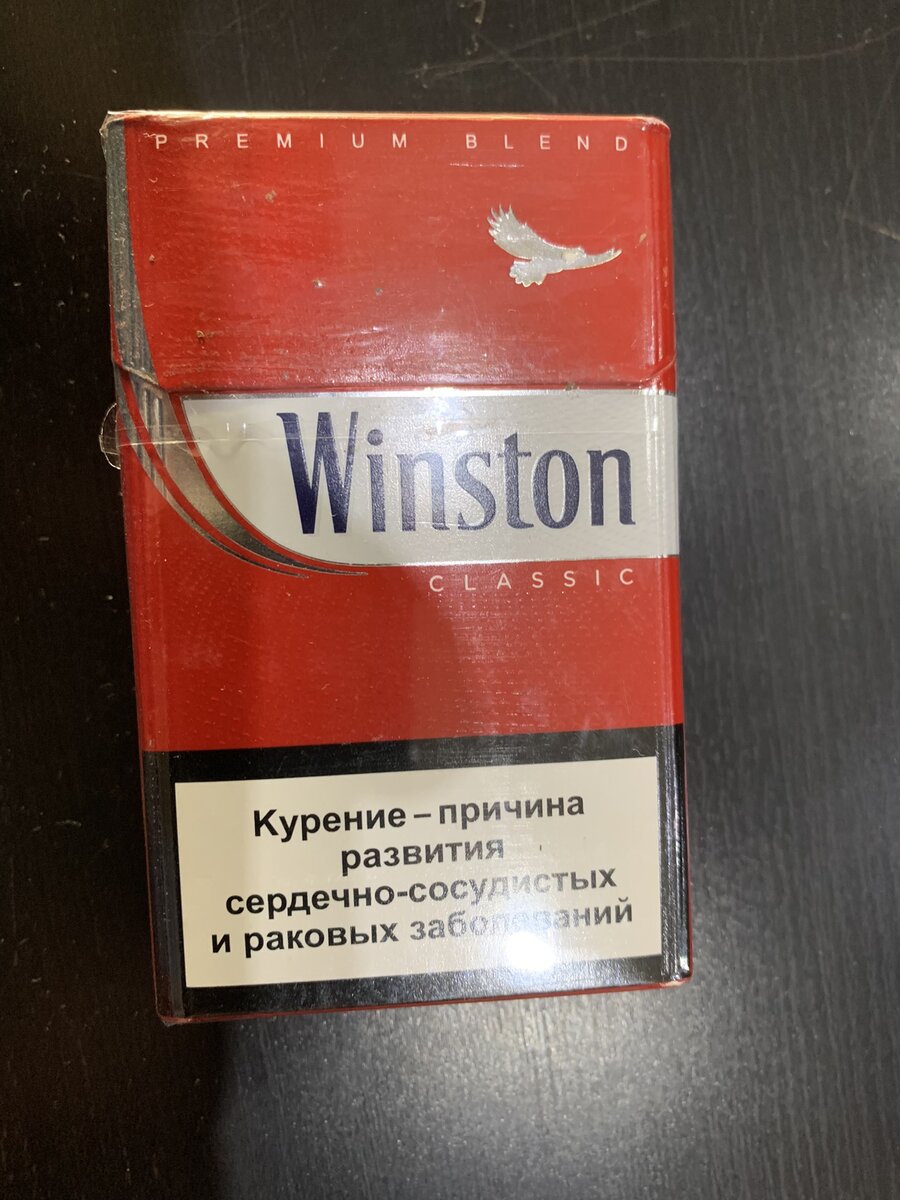 PREMIUM BLEND
Winston
CLASSIC
Курение – причина
развития
сердечно-сосудистых
и раковых заболеваний